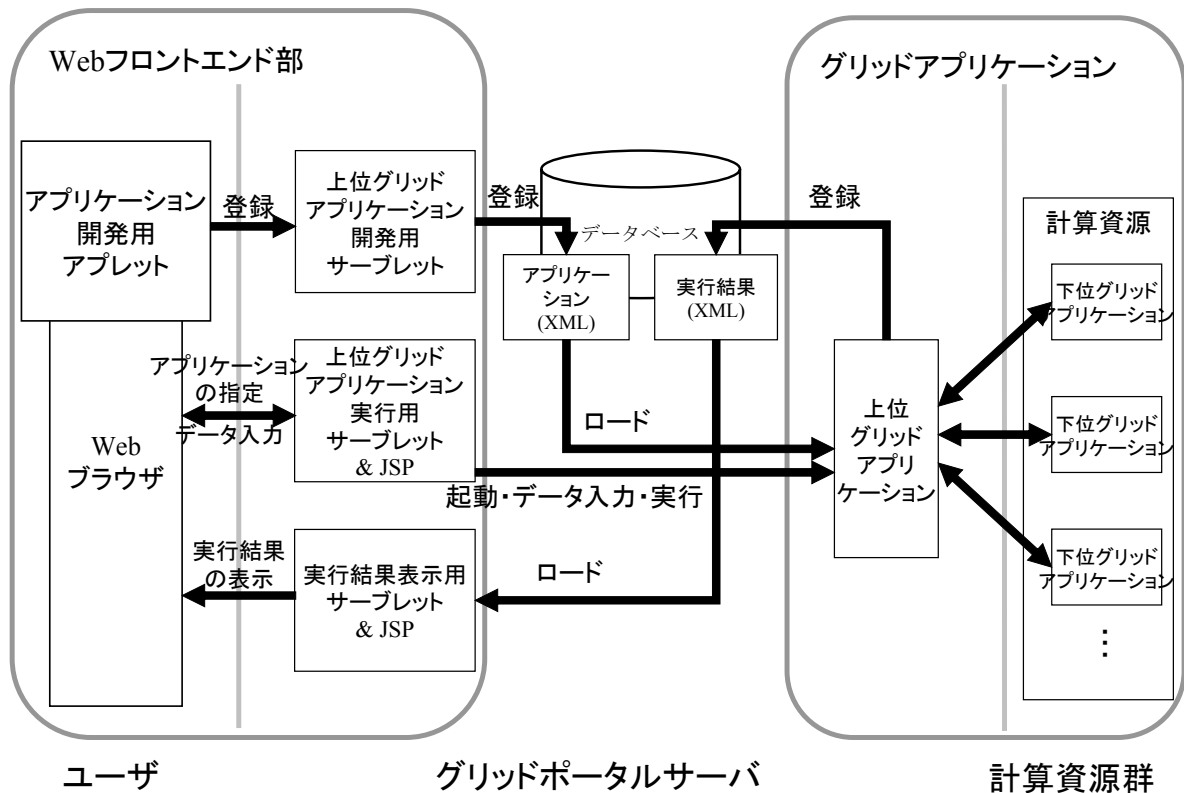 Webフロントエンド部
グリッドアプリケーション
アプリケーション
開発用
アプレット
登録
上位グリッド
アプリケーション
開発用
サーブレット
登録
データベース
アプリケー
ション
(XML)
実行結果
(XML)
登録
計算資源
下位グリッド
アプリケーション
下位グリッド
アプリケーション
下位グリッド
アプリケーション
⋮
Web
ブラウザ
アプリケーション
の指定
データ入力
上位グリッド
アプリケーション
実行用
サーブレット
& JSP
ロード
起動・データ入力・実行
上位
グリッド
アプリ
ケーション
実行結果
の表示
実行結果表示用
サーブレット
& JSP
ロード
ユーザ
グリッドポータルサーバ
計算資源群